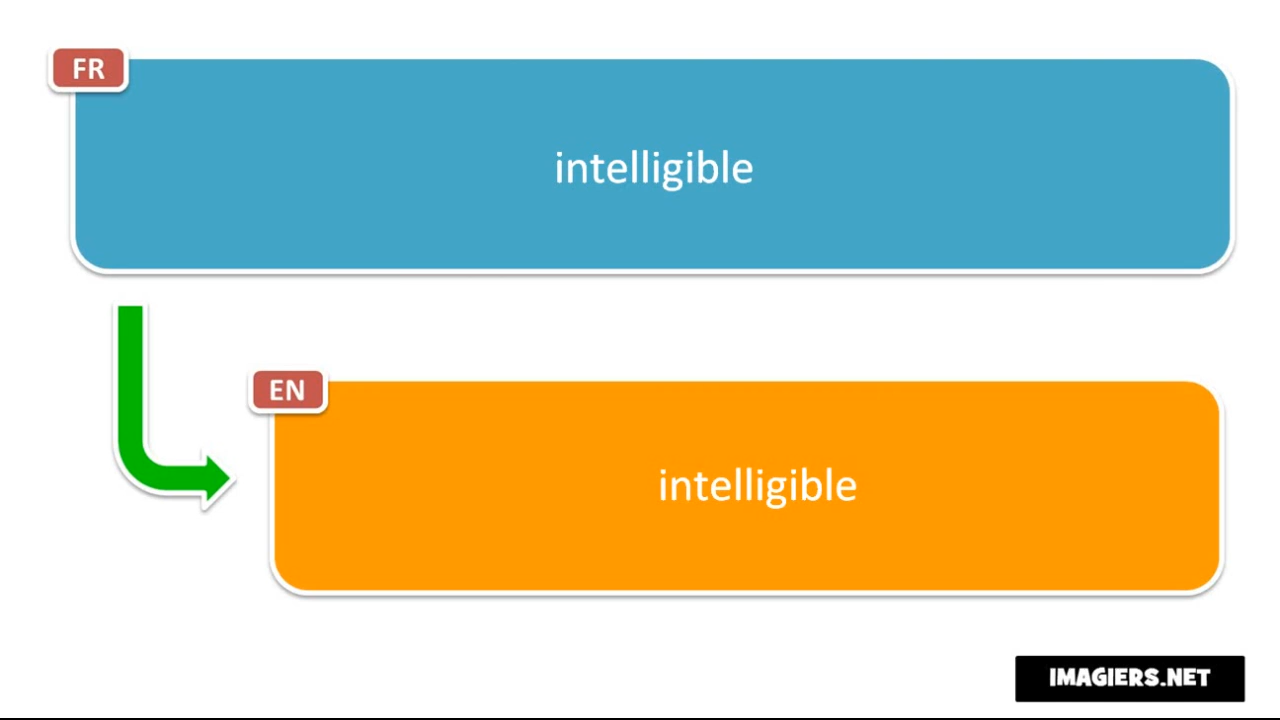 FR
intelligible
EN
intelligible
IMAGIERS.NET